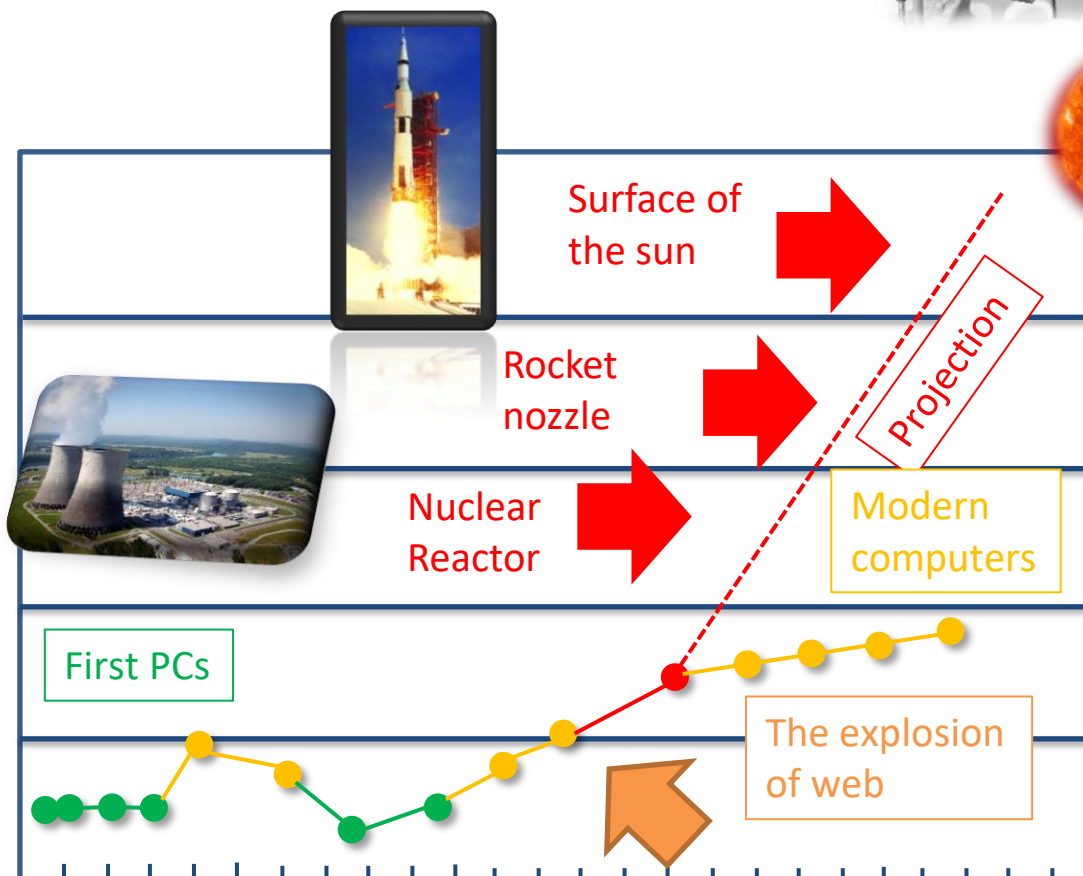 Surface of
the sun
Rocket
nozzle
Projection
Nuclear
Reactor
Modern
computers
First PCs
The explosion
of web